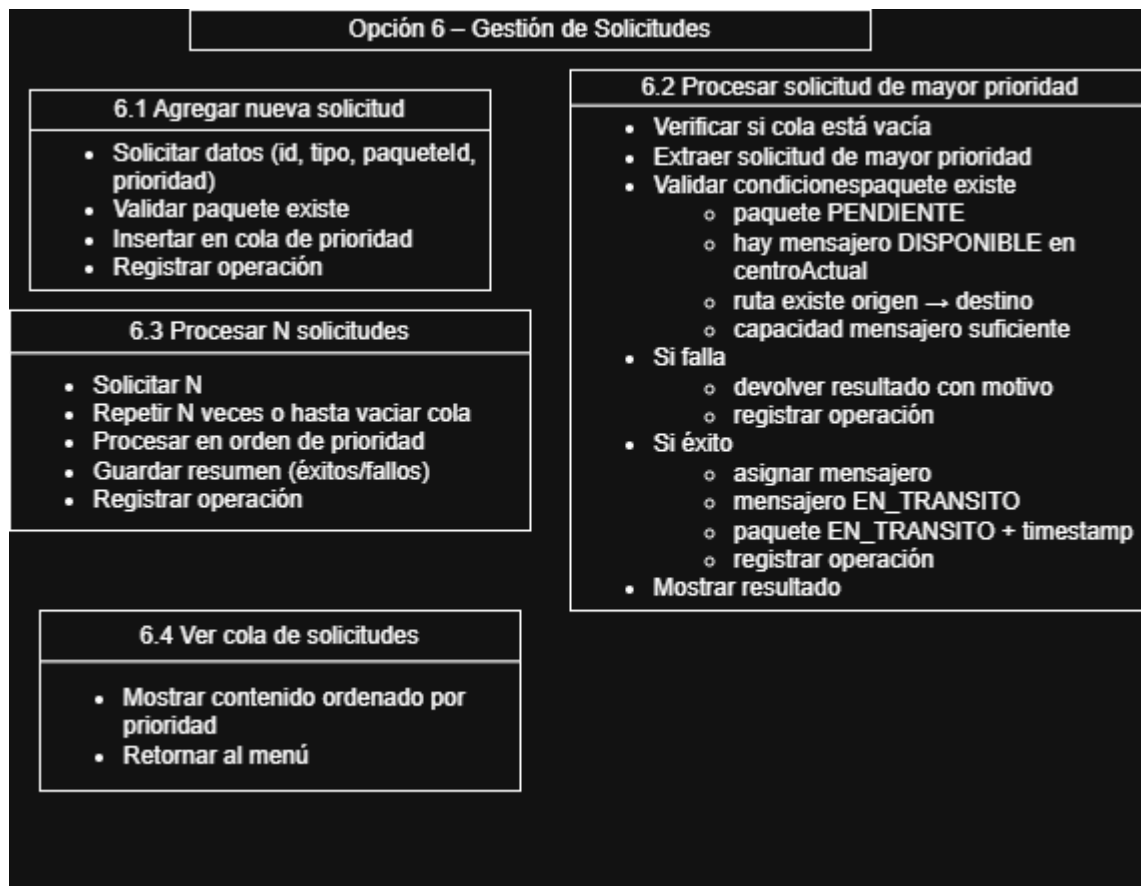 Opción 6 – Gestión de Solicitudes
6.1 Agregar nueva solicitud
Solicitar datos (id, tipo, paqueteId,
prioridad)
Validar paquete existe
Insertar en cola de prioridad
Registrar operación
6.2 Procesar solicitud de mayor prioridad
Verificar si cola está vacía
Extraer solicitud de mayor prioridad
Validar condicionespaquete existe
paquete PENDIENTE
hay mensajero DISPONIBLE en
centroActual
ruta existe origen → destino
capacidad mensajero suficiente
Si falla
devolver resultado con motivo
registrar operación
Si éxito
asignar mensajero
mensajero EN_TRANSITO
paquete EN_TRANSITO + timestamp
registrar operación
Mostrar resultado
6.3 Procesar N solicitudes
Solicitar N
Repetir N veces o hasta vaciar cola
Procesar en orden de prioridad
Guardar resumen (éxitos/fallos)
Registrar operación
6.4 Ver cola de solicitudes
Mostrar contenido ordenado por
prioridad
Retornar al menú